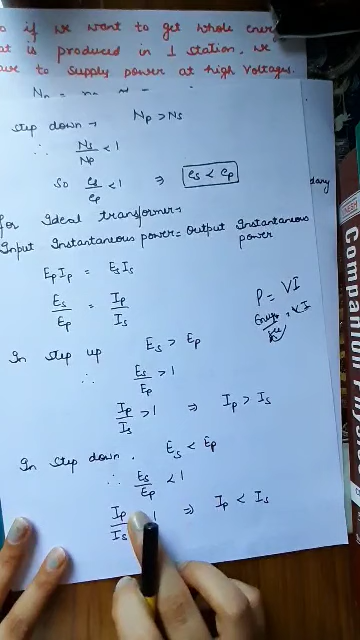 if we want to get whole
that is produced in 1 station, we
to supply power at high voltages.
step down → Np > Ns
∴ Ns/Np < 1
So es/ep < 1 ⇒ es < ep
For Ideal transformer→
Input Instantaneous power = Output Instantaneous power
EpIp = EsIs
Es/Ep = Ip/Is
P = VI
In step up Es > Ep
∴ Es/Ep > 1
Ip/Is > 1 ⇒ Ip > Is
In step down. Es < Ep
∴ Es/Ep < 1
Ip/Is 1 ⇒ Ip < Is
Companion Physics